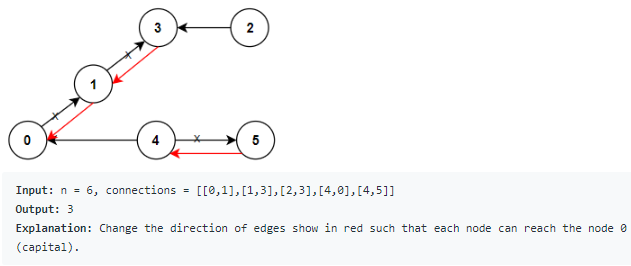 3 2
1
0 4 5
Input: n = 6, connections = [[0,1],[1,3],[2,3],[4,0],[4,5]]
Output: 3
Explanation: Change the direction of edges show in red such that each node can reach the node 0
(capital).